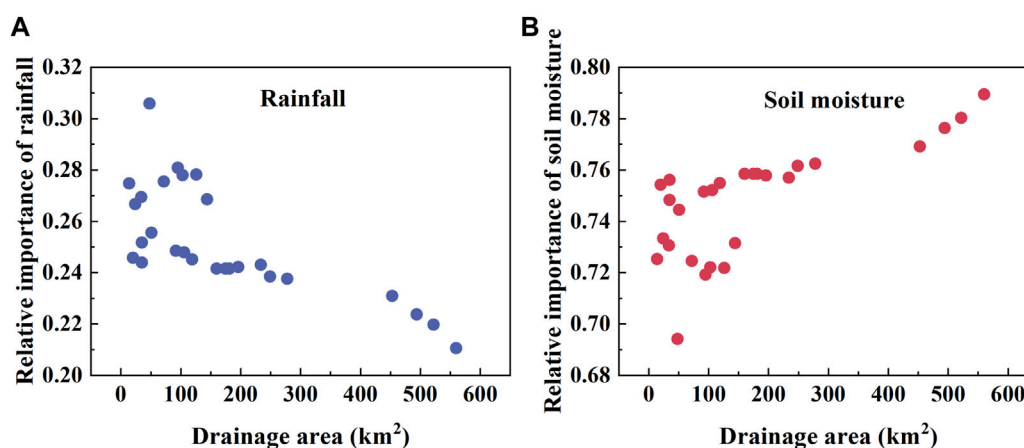 A
Relative importance of rainfall
0.32
0.30
0.28
0.26
0.24
0.22
0.20
Rainfall
0 100 200 300 400 500 600
Drainage area (km²)
B
Relative importance of soil moisture
0.80
0.78
0.76
0.74
0.72
0.70
0.68
Soil moisture
0 100 200 300 400 500 600
Drainage area (km²)